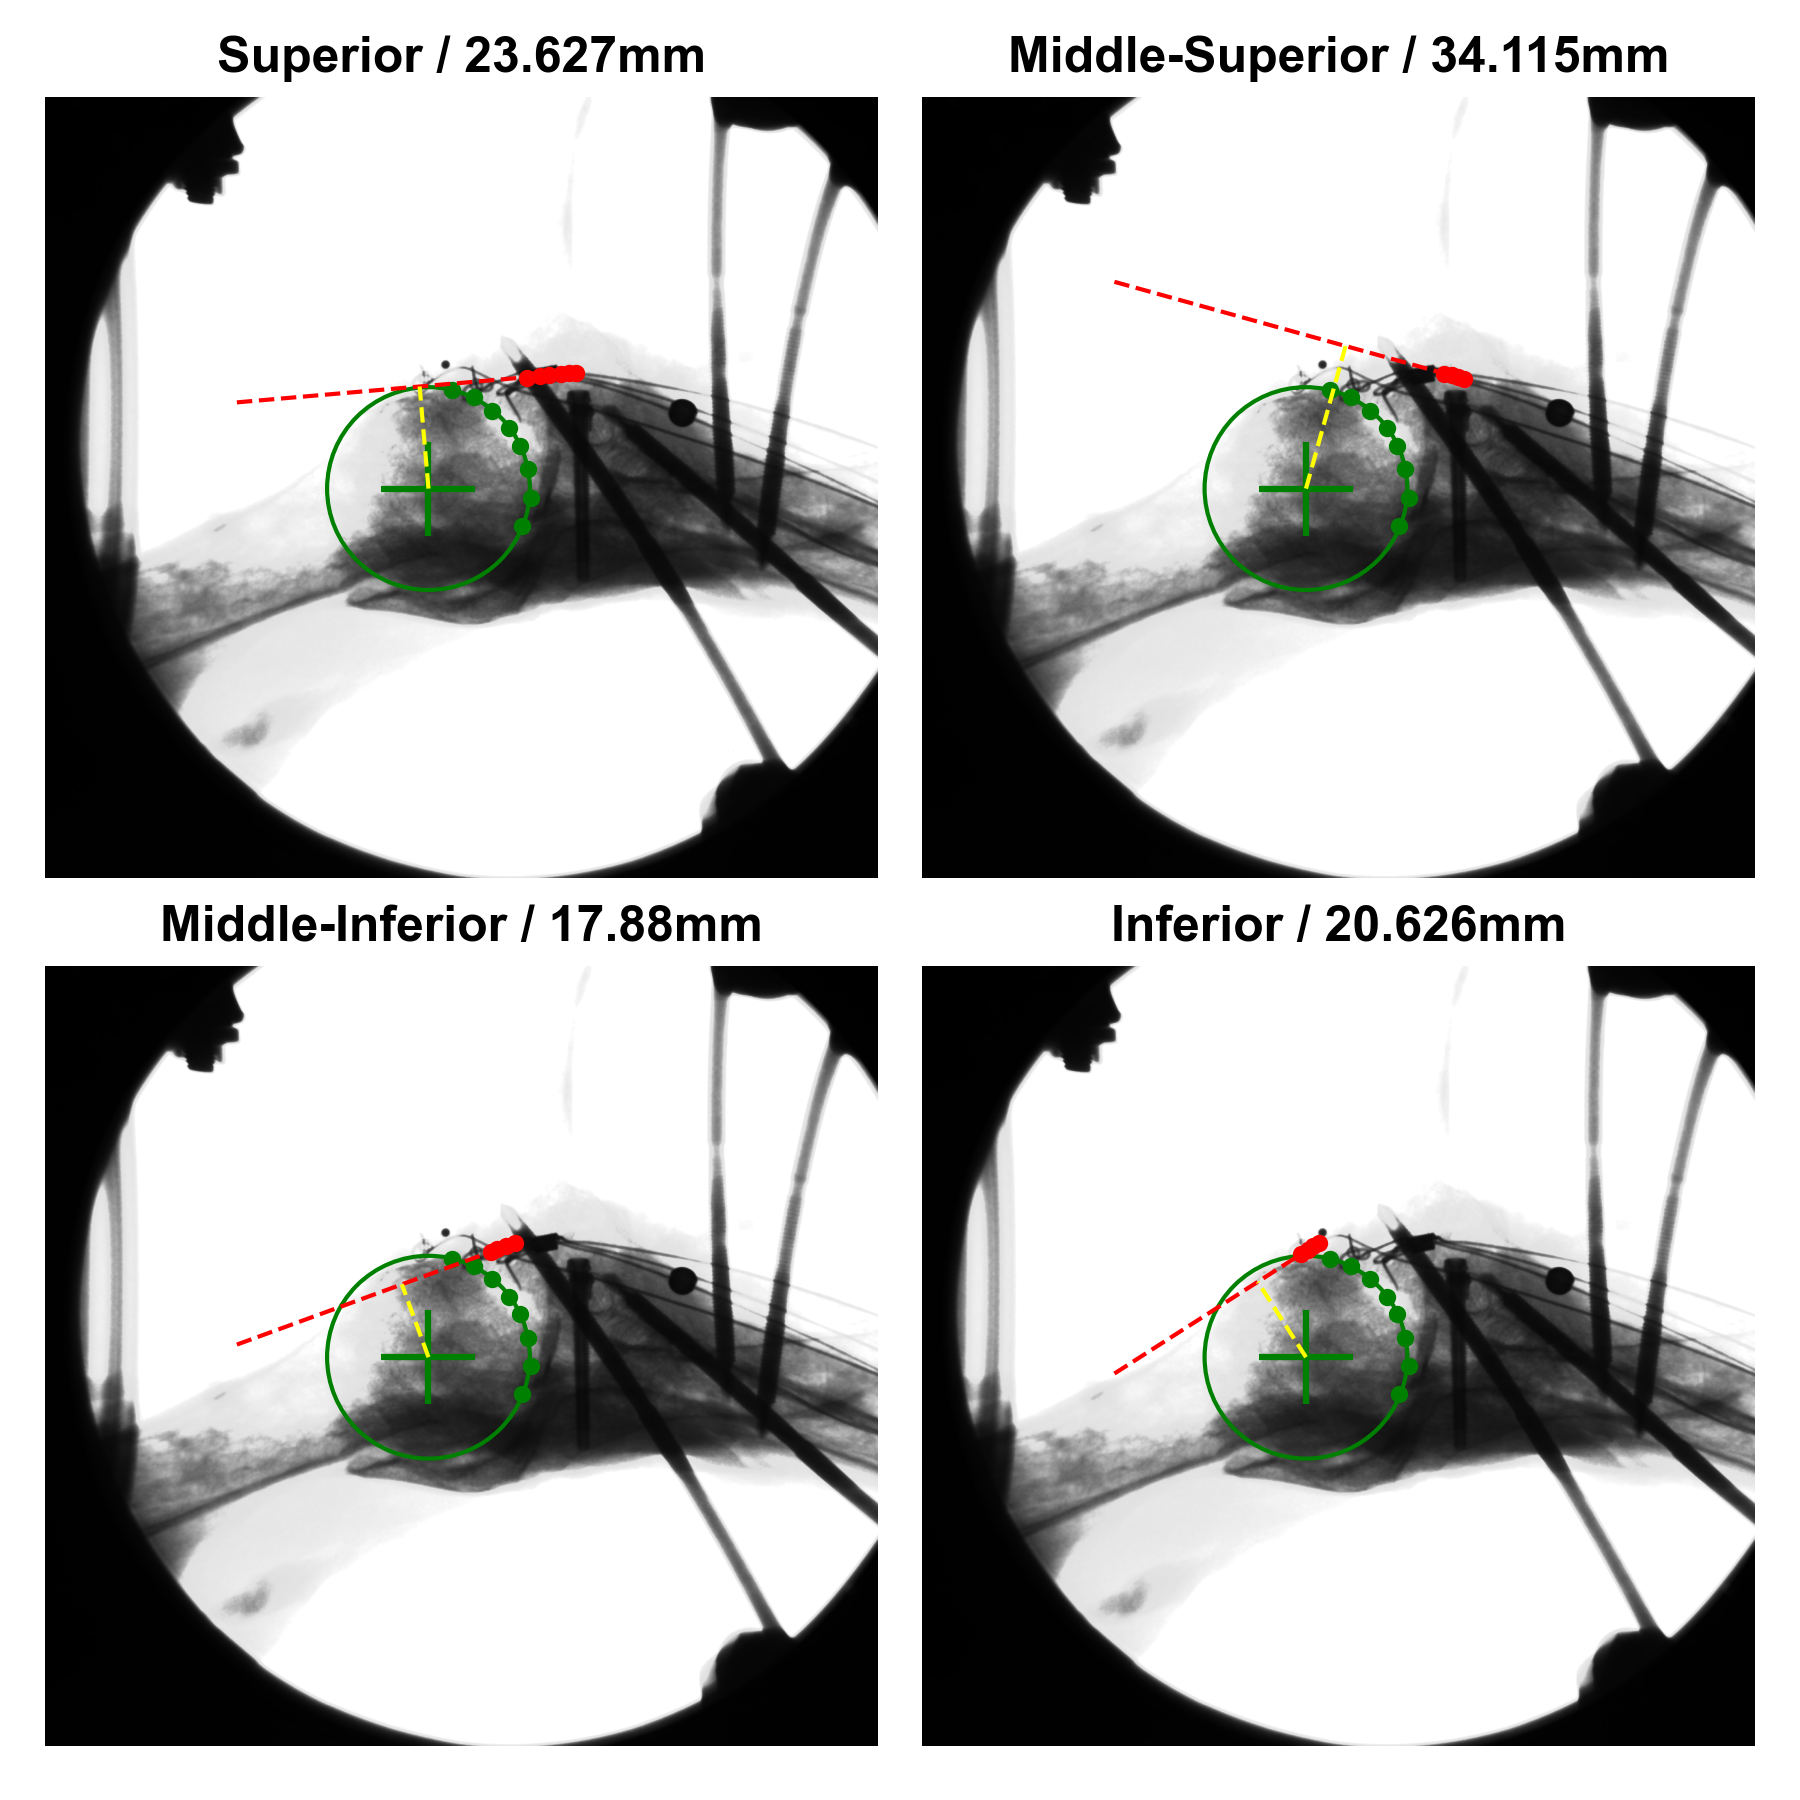 Superior / 23.627mm
Middle-Superior / 34.115mm
Middle-Inferior / 17.88mm
Inferior / 20.626mm